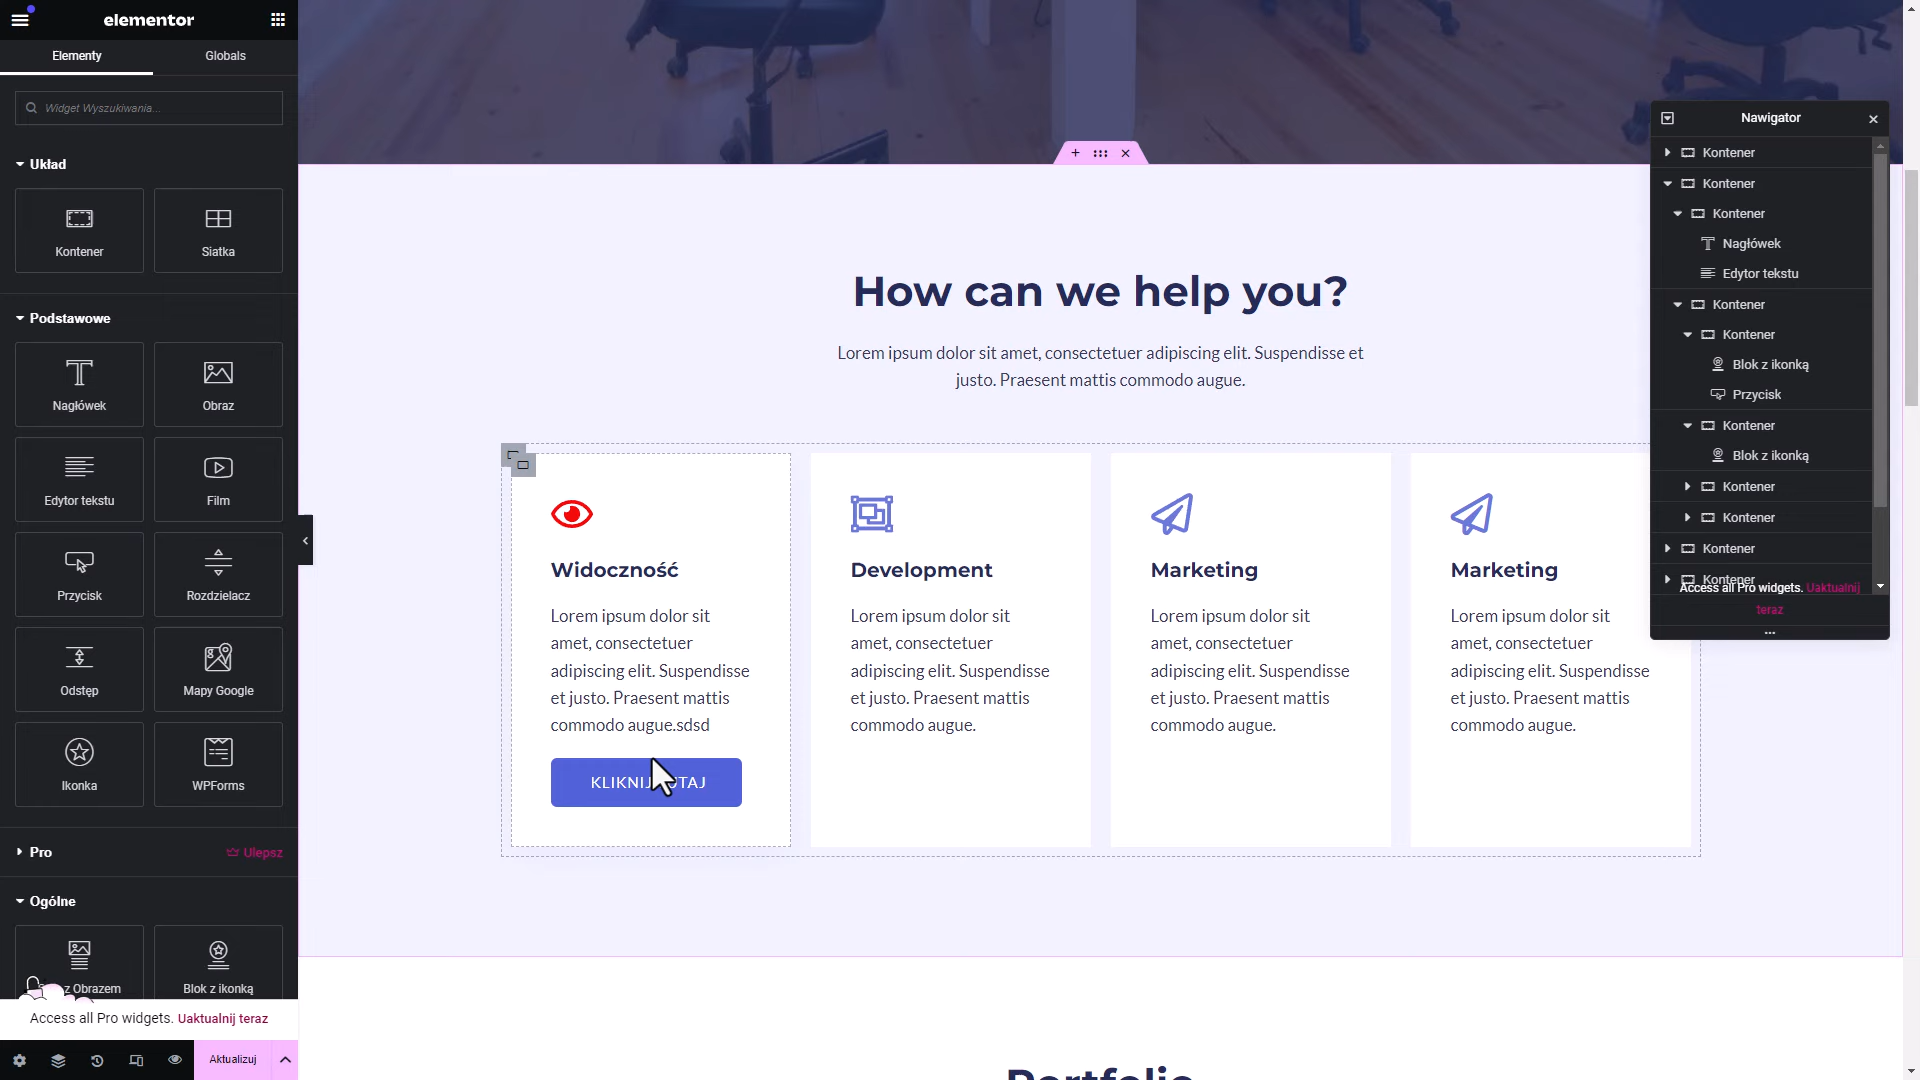 elementor
Elementy
Globals
Widget Wyszukiwania...
Układ
Kontener
Siatka
Podstawowe
Nagłówek
Obraz
Edytor tekstu
Film
Przycisk
Rozdzielacz
Odstęp
Mapy Google
Ikonka
WPForms
Pro
Ulepsz
Ogólne
z Obrazem
Blok z ikonką
Access all Pro widgets. Uaktualnij teraz
Aktualizuj
How can we help you?
Lorem ipsum dolor sit amet, consectetuer adipiscing elit. Suspendisse et
justo. Praesent mattis commodo augue.
Widoczność
Lorem ipsum dolor sit
amet, consectetuer
adipiscing elit. Suspendisse
et justo. Praesent mattis
commodo augue.sdsd
Development
Lorem ipsum dolor sit
amet, consectetuer
adipiscing elit. Suspendisse
et justo. Praesent mattis
commodo augue.
Marketing
Lorem ipsum dolor sit
amet, consectetuer
adipiscing elit. Suspendisse
et justo. Praesent mattis
commodo augue.
Marketing
Lorem ipsum dolor sit
amet, consectetuer
adipiscing elit. Suspendisse
et justo. Praesent mattis
commodo augue.
Portfolio
Nawigator
Kontener
Kontener
Kontener
Nagłówek
Edytor tekstu
Kontener
Kontener
Blok z ikonką
Przycisk
Kontener
Blok z ikonką
Kontener
Kontener
Kontener
Kontener
Access all Pro widgets. Uaktualnij
teraz